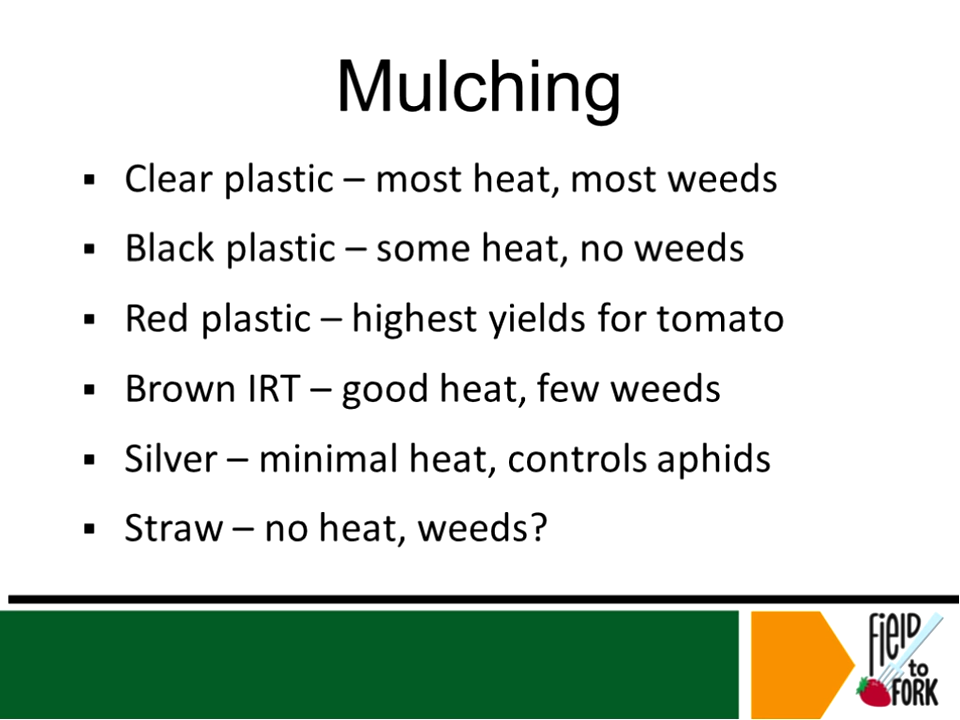 Mulching
▪ Clear plastic – most heat, most weeds
▪ Black plastic – some heat, no weeds
▪ Red plastic – highest yields for tomato
▪ Brown IRT – good heat, few weeds
▪ Silver – minimal heat, controls aphids
▪ Straw – no heat, weeds?
FiELD
to
FORK